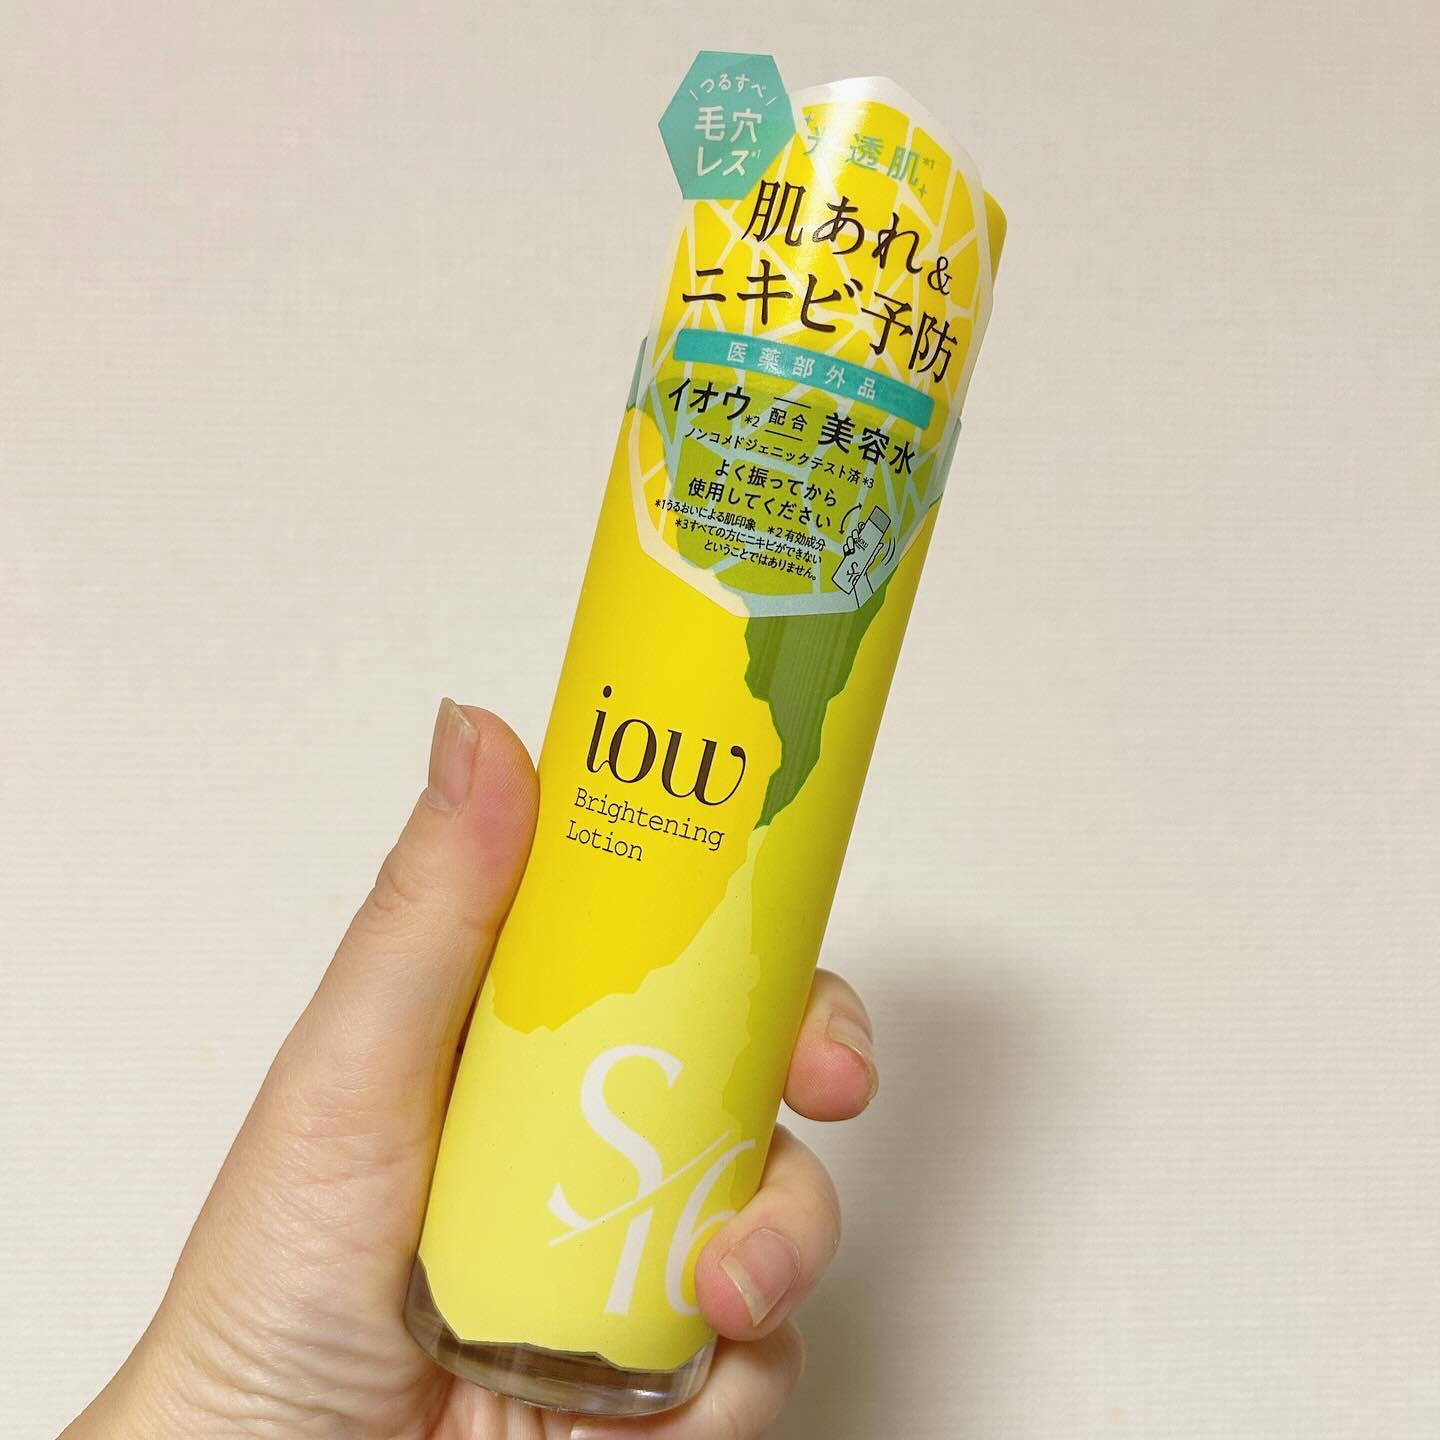 \つるすべ/
毛穴
レス*1
光透肌*1
肌あれ&
ニキビ予防
医薬部外品
イオウ*2 配合 美容水
ノンコメドジェニックテスト済*3
よく振ってから
使用してください
*1うるおいによる肌印象 *2有効成分
*3すべての方にニキビができない
ということではありません。
S16
iow
Brightening
Lotion
S16